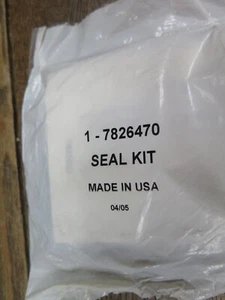 1 - 7826470
SEAL KIT
MADE IN USA
04/05